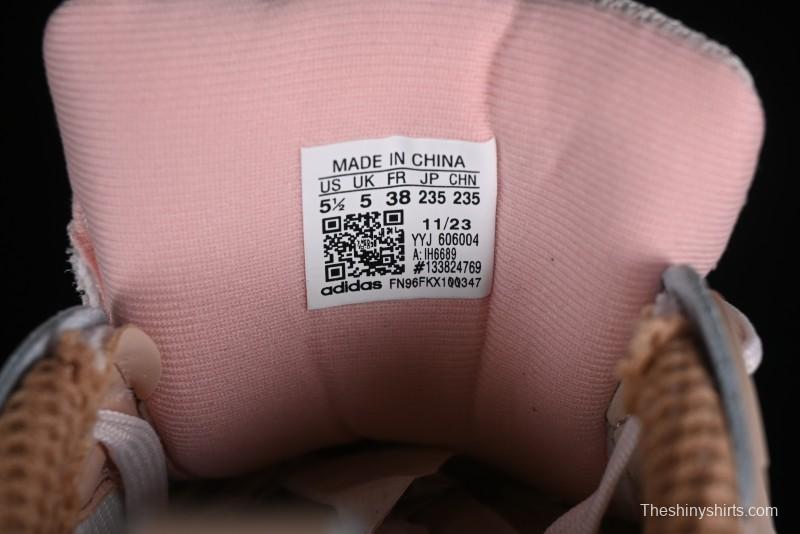 MADE IN CHINA
US UK FR JP CHN
5½ 5 38 235 235
11/23
YYJ 606004
A: IH6689
#133824769
adidas FN96FKX100347
Theshinyshirts.com